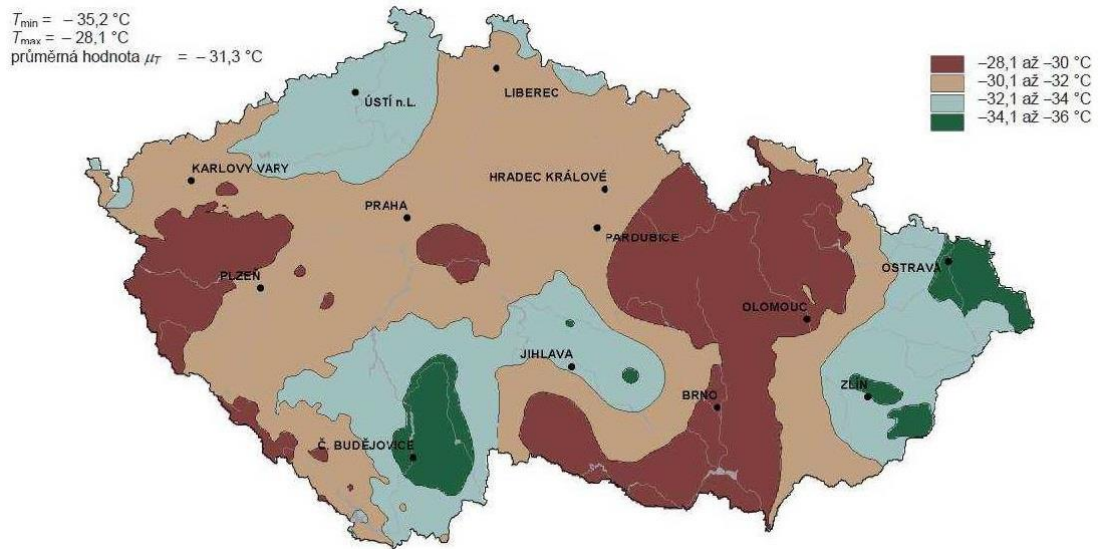 Tmin = – 35,2 °C
Tmax = – 28,1 °C
průměrná hodnota μT = – 31,3 °C
–28,1 až –30 °C
–30,1 až –32 °C
–32,1 až –34 °C
–34,1 až –36 °C
LIBEREC
ÚSTÍ n.L.
KARLOVY VARY
HRADEC KRÁLOVÉ
PRAHA
PARDUBICE
OSTRAVA
PLZEŇ
OLOMOUC
JIHLAVA
ZLÍN
BRNO
Č. BUDĚJOVICE